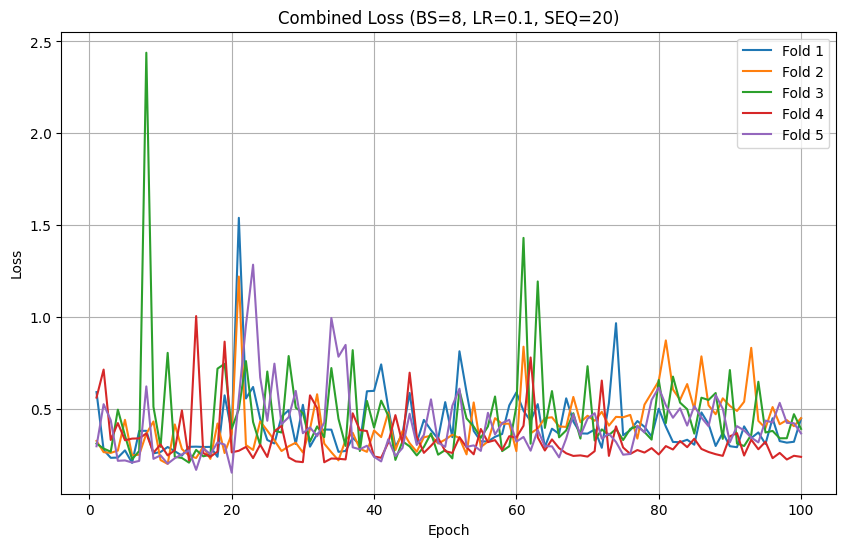 Combined Loss (BS=8, LR=0.1, SEQ=20)
Fold 1
Fold 2
Fold 3
Fold 4
Fold 5
Loss
2.5
2.0
1.5
1.0
0.5
0 20 40 60 80 100
Epoch